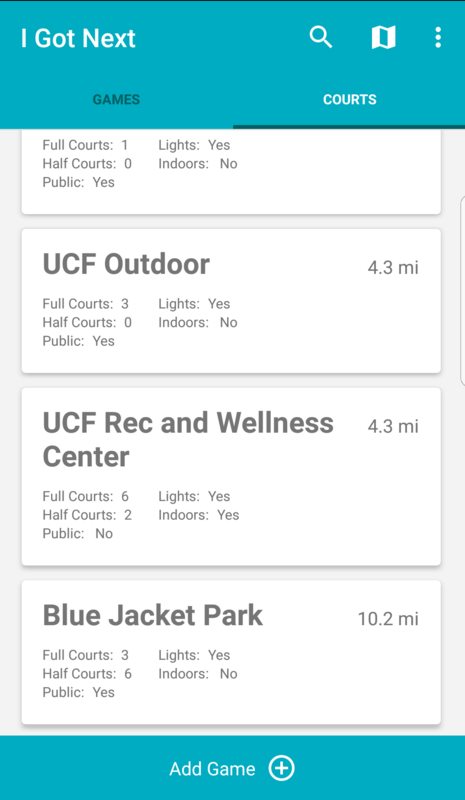 I Got Next
GAMES COURTS
Full Courts: 1 Lights: Yes
Half Courts: 0 Indoors: No
Public: Yes
UCF Outdoor 4.3 mi
Full Courts: 3 Lights: Yes
Half Courts: 0 Indoors: No
Public: Yes
UCF Rec and Wellness 4.3 mi
Center
Full Courts: 6 Lights: Yes
Half Courts: 2 Indoors: Yes
Public: No
Blue Jacket Park 10.2 mi
Full Courts: 3 Lights: Yes
Half Courts: 6 Indoors: No
Public: Yes
Add Game